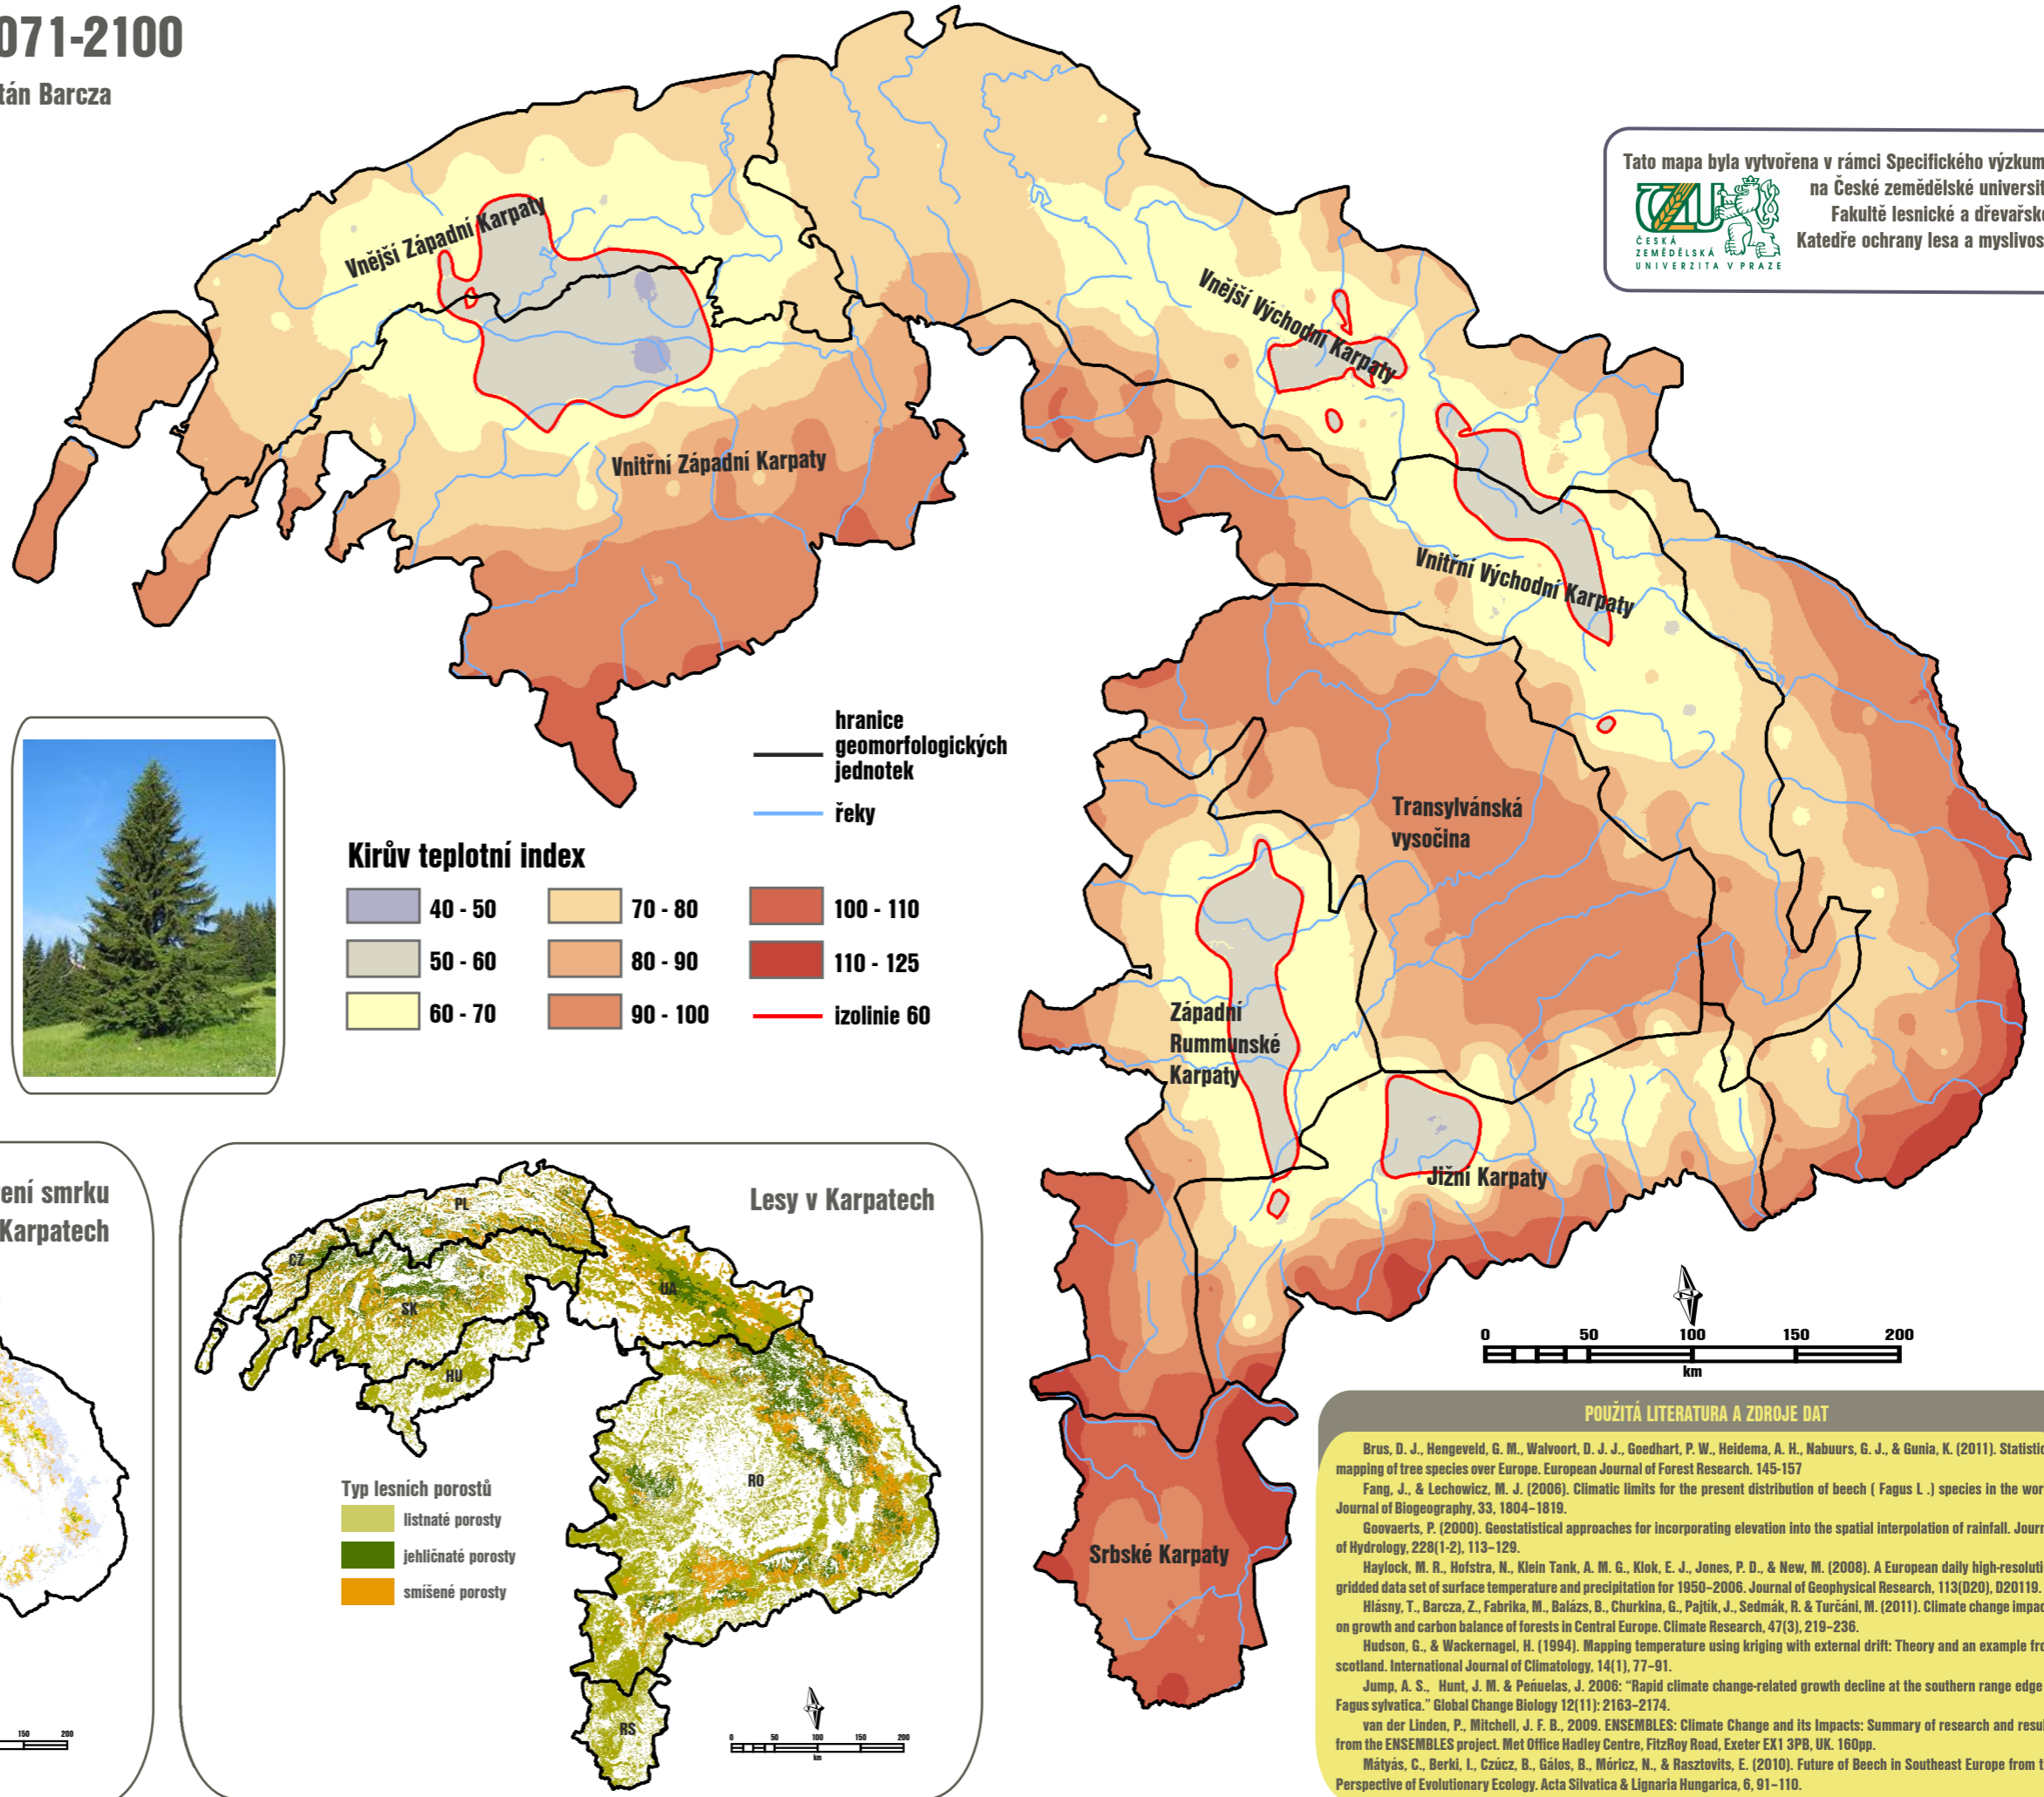 071-2100
tán Barcza
Tato mapa byla vytvořena v rámci Specifického výzkum
na České zemědělské universit
Fakultě lesnické a dřevařsk
Katedře ochrany lesa a myslivos
ČZU
ČESKÁ
ZEMĚDĚLSKÁ
UNIVERZITA V PRAZE
Vnější Západní Karpaty
Vnější Východní Karpaty
Vnitřní Západní Karpaty
Vnitřní Východní Karpaty
Transylvánská
vysočina
Západní
Rummunské
Karpaty
Jižní Karpaty
Srbské Karpaty
hranice
geomorfologických
jednotek
řeky
Kirův teplotní index
40 - 50
70 - 80
100 - 110
50 - 60
80 - 90
110 - 125
60 - 70
90 - 100
izolinie 60
0 50 100 150 200
km
ení smrku
Karpatech
150 200
Lesy v Karpatech
PL
CZ
SK
UA
HU
RO
RS
Typ lesních porostů
listnaté porosty
jehličnaté porosty
smíšené porosty
0 50 100 150 200
km
POUŽITÁ LITERATURA A ZDROJE DAT
Brus, D. J., Hengeveld, G. M., Walvoort, D. J. J., Goedhart, P. W., Heidema, A. H., Nabuurs, G. J., & Gunia, K. (2011). Statistic
mapping of tree species over Europe. European Journal of Forest Research. 145-157
Fang, J., & Lechowicz, M. J. (2006). Climatic limits for the present distribution of beech ( Fagus L .) species in the wor
Journal of Biogeography, 33, 1804–1819.
Goovaerts, P. (2000). Geostatistical approaches for incorporating elevation into the spatial interpolation of rainfall. Journ
of Hydrology, 228(1-2), 113–129.
Haylock, M. R., Hofstra, N., Klein Tank, A. M. G., Klok, E. J., Jones, P. D., & New, M. (2008). A European daily high-resoluti
gridded data set of surface temperature and precipitation for 1950–2006. Journal of Geophysical Research, 113(D20), D20119.
Hlásny, T., Barcza, Z., Fabrika, M., Balázs, B., Churkina, G., Pajtík, J., Sedmák, R. & Turčáni, M. (2011). Climate change impac
on growth and carbon balance of forests in Central Europe. Climate Research, 47(3), 219–236.
Hudson, G., & Wackernagel, H. (1994). Mapping temperature using kriging with external drift: Theory and an example fro
scotland. International Journal of Climatology, 14(1), 77–91.
Jump, A. S., Hunt, J. M. & Peñuelas, J. 2006: “Rapid climate change-related growth decline at the southern range edge
Fagus sylvatica.” Global Change Biology 12(11): 2163–2174.
van der Linden, P., Mitchell, J. F. B., 2009. ENSEMBLES: Climate Change and its Impacts: Summary of research and resul
from the ENSEMBLES project. Met Office Hadley Centre, FitzRoy Road, Exeter EX1 3PB, UK. 160pp.
Mátyás, C., Berki, I., Czúcz, B., Gálos, B., Móricz, N., & Rasztovits, E. (2010). Future of Beech in Southeast Europe from t
Perspective of Evolutionary Ecology. Acta Silvatica & Lignaria Hungarica, 6, 91–110.